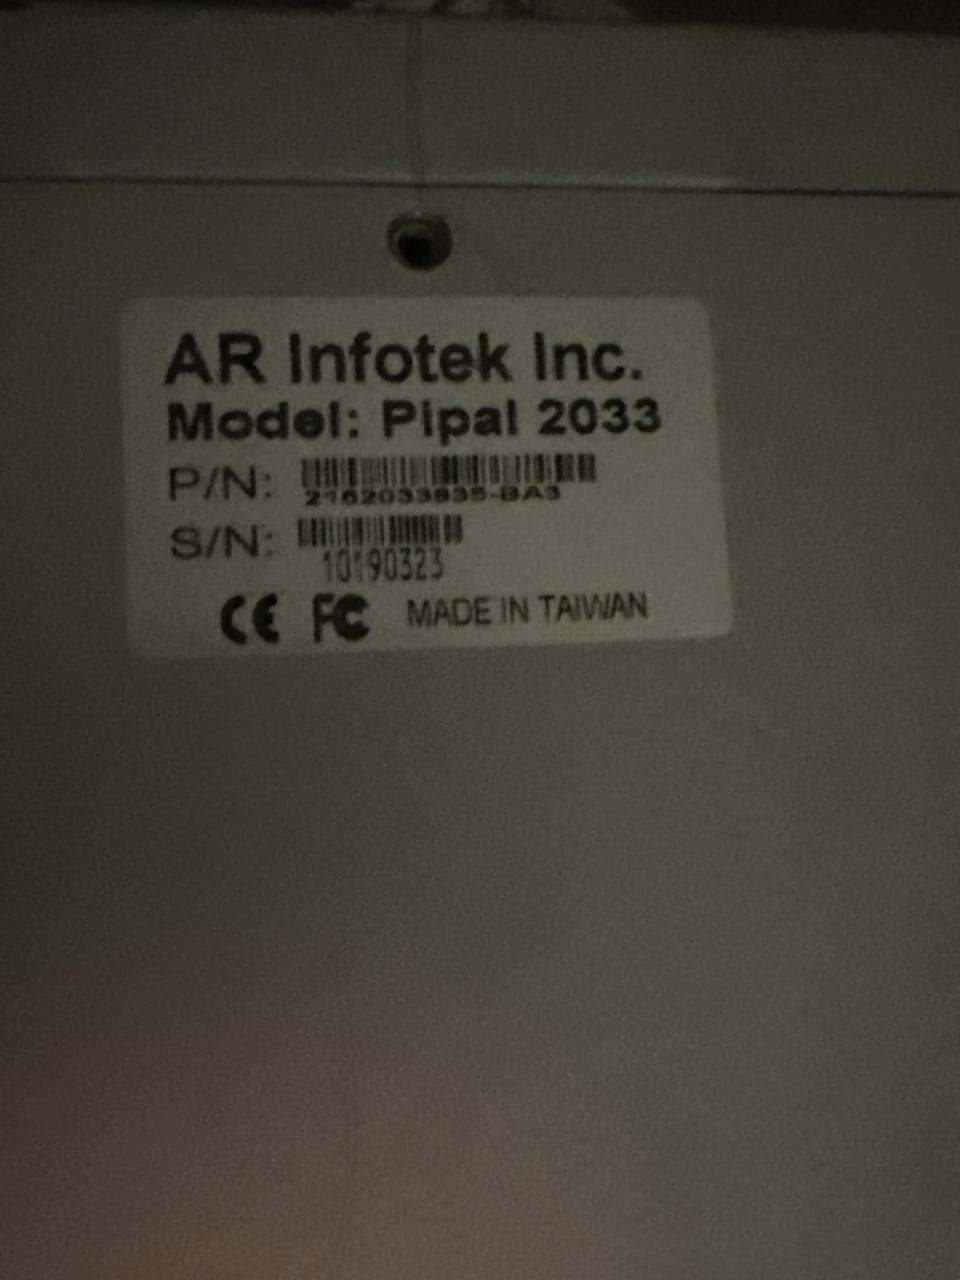 AR Infotek Inc.
Model: Pipal 2033
P/N:
S/N:
10190323
CE FC MADE IN TAIWAN